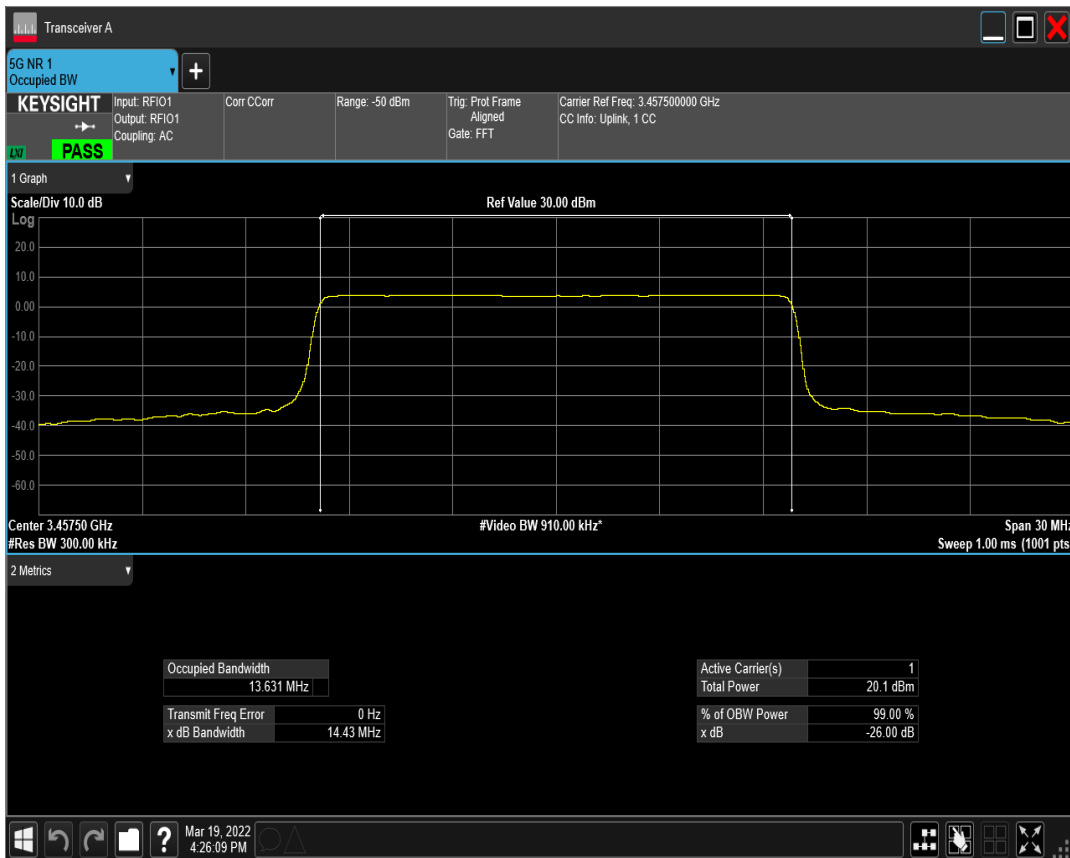 Transceiver A
5G NR 1
Occupied BW
KEYSIGHT
LXI
PASS
Input: RFIO1
Output: RFIO1
Coupling: AC
Corr CCorr
Range: -50 dBm
Trig: Prot Frame
Aligned
Gate: FFT
Carrier Ref Freq: 3.457500000 GHz
CC Info: Uplink, 1 CC
1 Graph
Scale/Div 10.0 dB
Ref Value 30.00 dBm
Log
20.0
10.0
0.00
-10.0
-20.0
-30.0
-40.0
-50.0
-60.0
Center 3.45750 GHz
#Video BW 910.00 kHz*
Span 30 MHz
#Res BW 300.00 kHz
Sweep 1.00 ms (1001 pts
2 Metrics
Occupied Bandwidth
13.631 MHz
Transmit Freq Error 0 Hz
x dB Bandwidth 14.43 MHz
Active Carrier(s) 1
Total Power 20.1 dBm
% of OBW Power 99.00 %
x dB -26.00 dB
?
Mar 19, 2022
4:26:09 PM